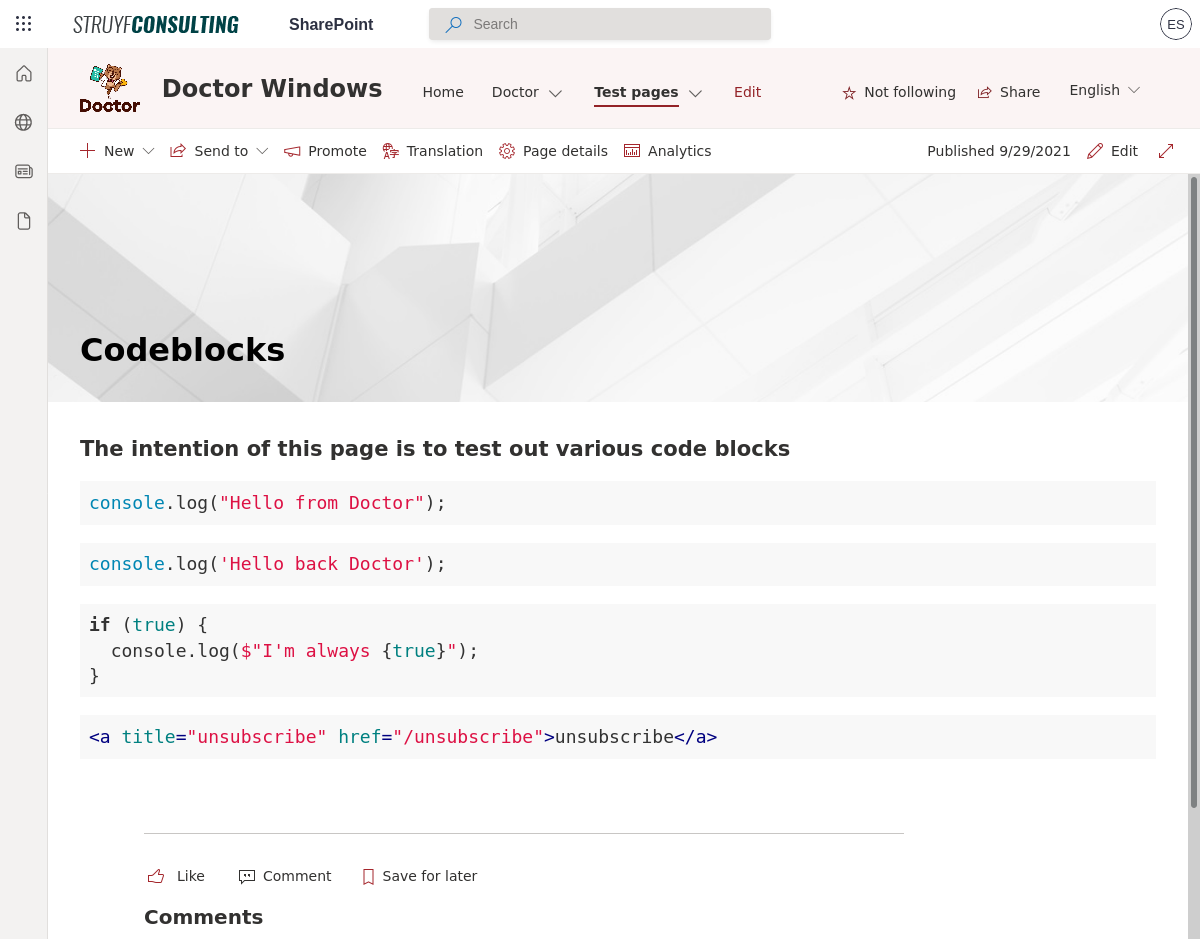 STRUYFCONSULTING SharePoint Search ES
Doctor Doctor Windows Home Doctor Test pages Edit Not following Share English
New Send to Promote Translation Page details Analytics Published 9/29/2021 Edit
Codeblocks
The intention of this page is to test out various code blocks
console.log("Hello from Doctor");
console.log('Hello back Doctor');
if (true) {
  console.log($"I'm always {true}");
}
<a title="unsubscribe" href="/unsubscribe">unsubscribe</a>
Like Comment Save for later
Comments